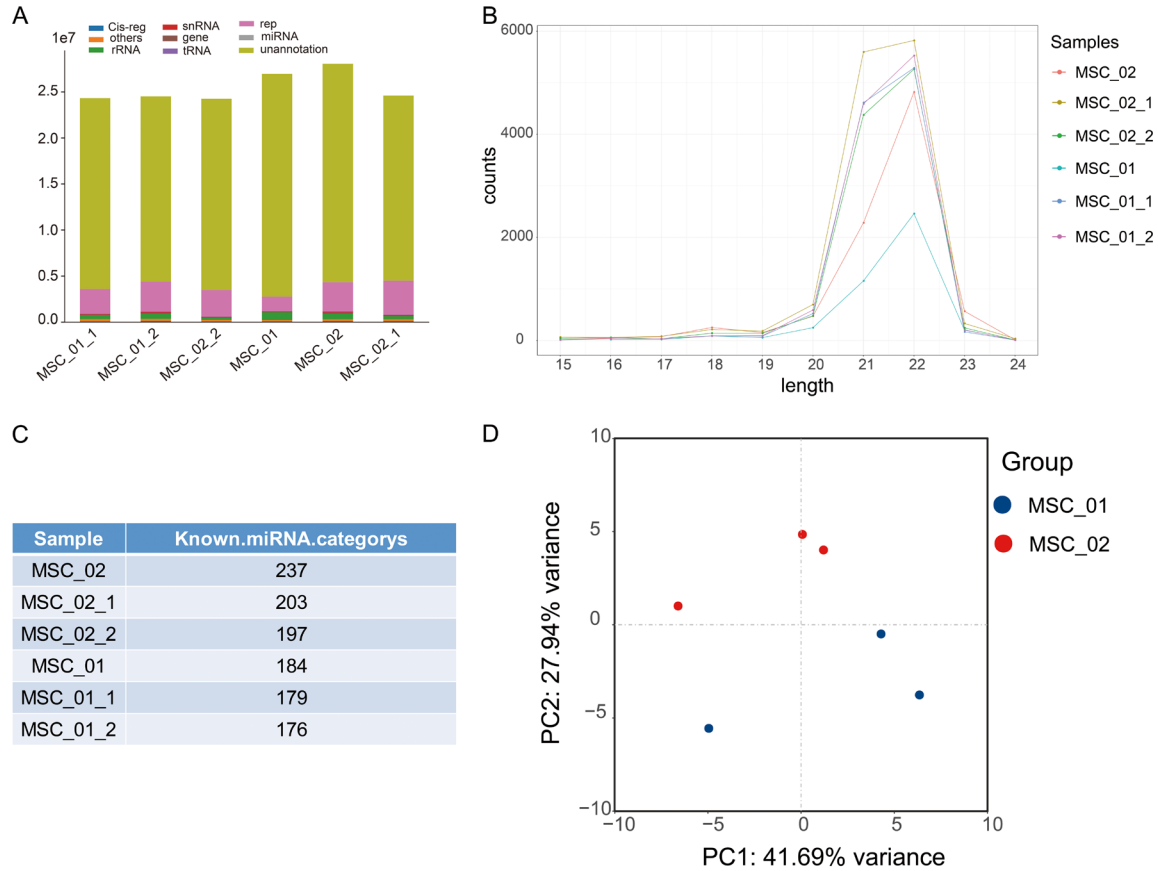 A
Cis-reg snRNA rep
others gene miRNA
rRNA tRNA unannotation
1e7
2.5
2.0
1.5
1.0
0.5
0.0
MSC_01_1 MSC_01_2 MSC_02_2 MSC_01 MSC_02 MSC_02_1
B
6000
4000
2000
0
counts
15 16 17 18 19 20 21 22 23 24
length
Samples
MSC_02
MSC_02_1
MSC_02_2
MSC_01
MSC_01_1
MSC_01_2
C
Sample Known.miRNA.categorys
MSC_02 237
MSC_02_1 203
MSC_02_2 197
MSC_01 184
MSC_01_1 179
MSC_01_2 176
D
10
5
0
−5
−10
PC2: 27.94% variance
−10 −5 0 5 10
PC1: 41.69% variance
Group
MSC_01
MSC_02